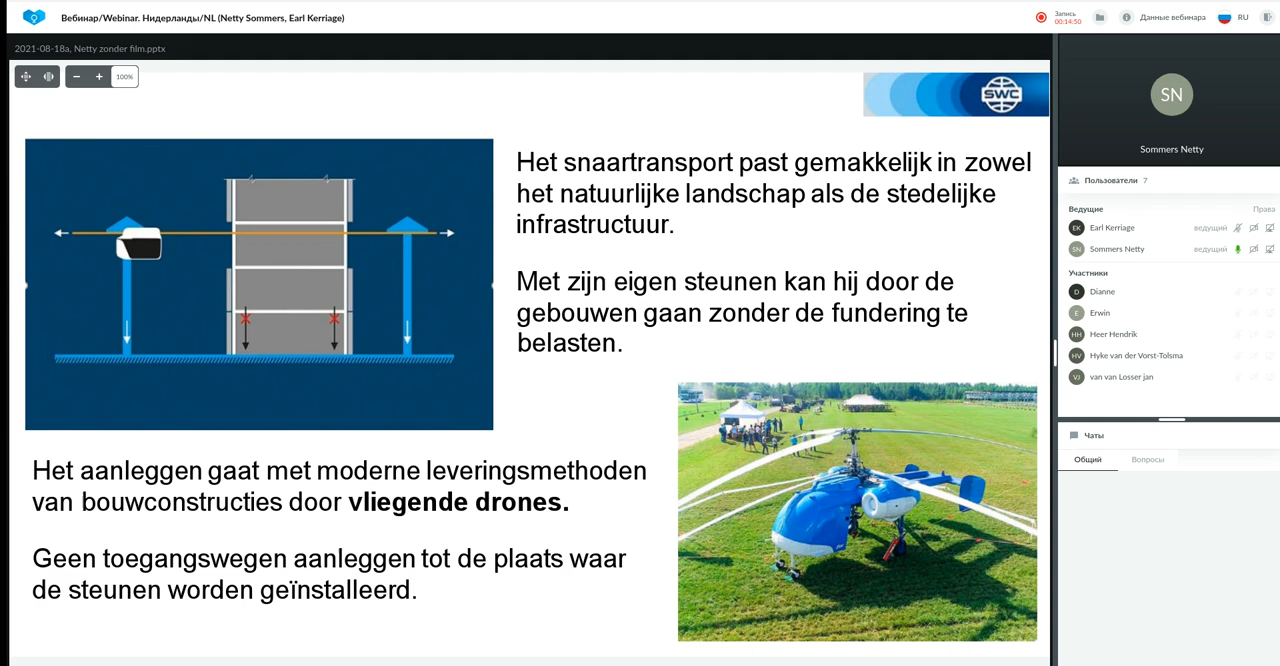 Вебинар/Webinar. Нидерланды/NL (Netty Sommers, Earl Kerriage)
Запись
00:14:50
Данные вебинара
RU
2021-08-18a, Netty zonder film.pptx
100%
SWC
Het snaartransport past gemakkelijk in zowel
het natuurlijke landschap als de stedelijke
infrastructuur.
Met zijn eigen steunen kan hij door de
gebouwen gaan zonder de fundering te
belasten.
Het aanleggen gaat met moderne leveringsmethoden
van bouwconstructies door vliegende drones.
Geen toegangswegen aanleggen tot de plaats waar
de steunen worden geïnstalleerd.
SN
Sommers Netty
Пользователи 7
Ведущие Права
EK Earl Kerriage ведущий
SN Sommers Netty ведущий
Участники
D Dianne
E Erwin
HH Heer Hendrik
HV Hyke van der Vorst-Tolsma
VJ van van Losser jan
Чаты
Общий Вопросы